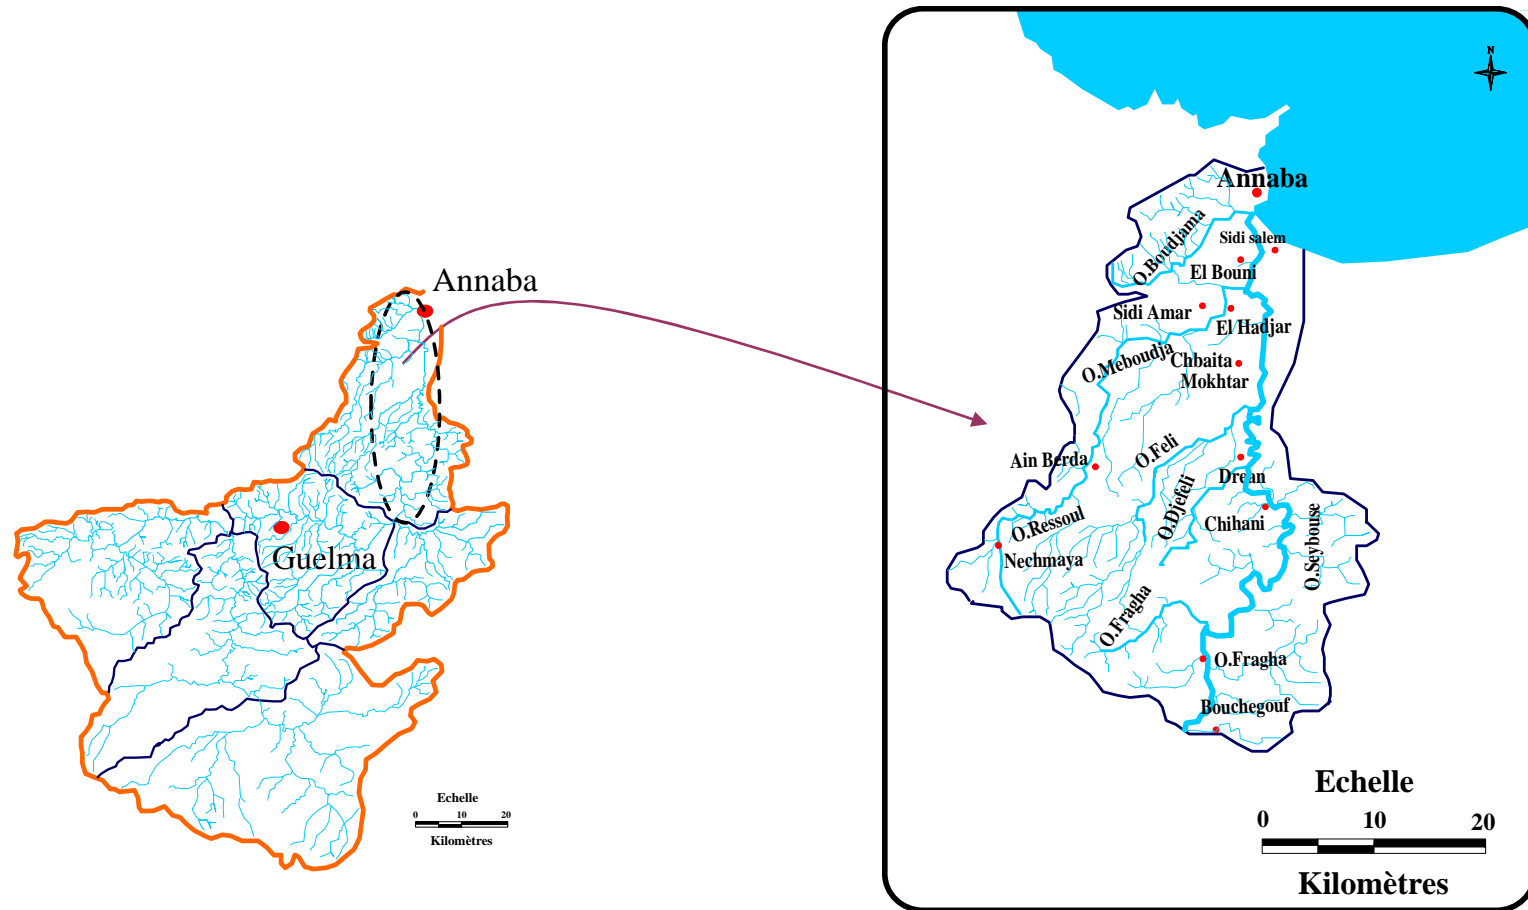 Annaba
Guelma
Echelle
0 10 20
Kilomètres
N
Annaba
O.Boudjama
Sidi salem
El Bouni
Sidi Amar
El Hadjar
O.Meboudja
Chbaita
Mokhtar
O.Feli
Ain Berda
Drean
O.Djefeli
Chihani
O.Seybouse
O.Ressoul
Nechmaya
O.Fragha
O.Fragha
Bouchegouf
Echelle
0 10 20
Kilomètres